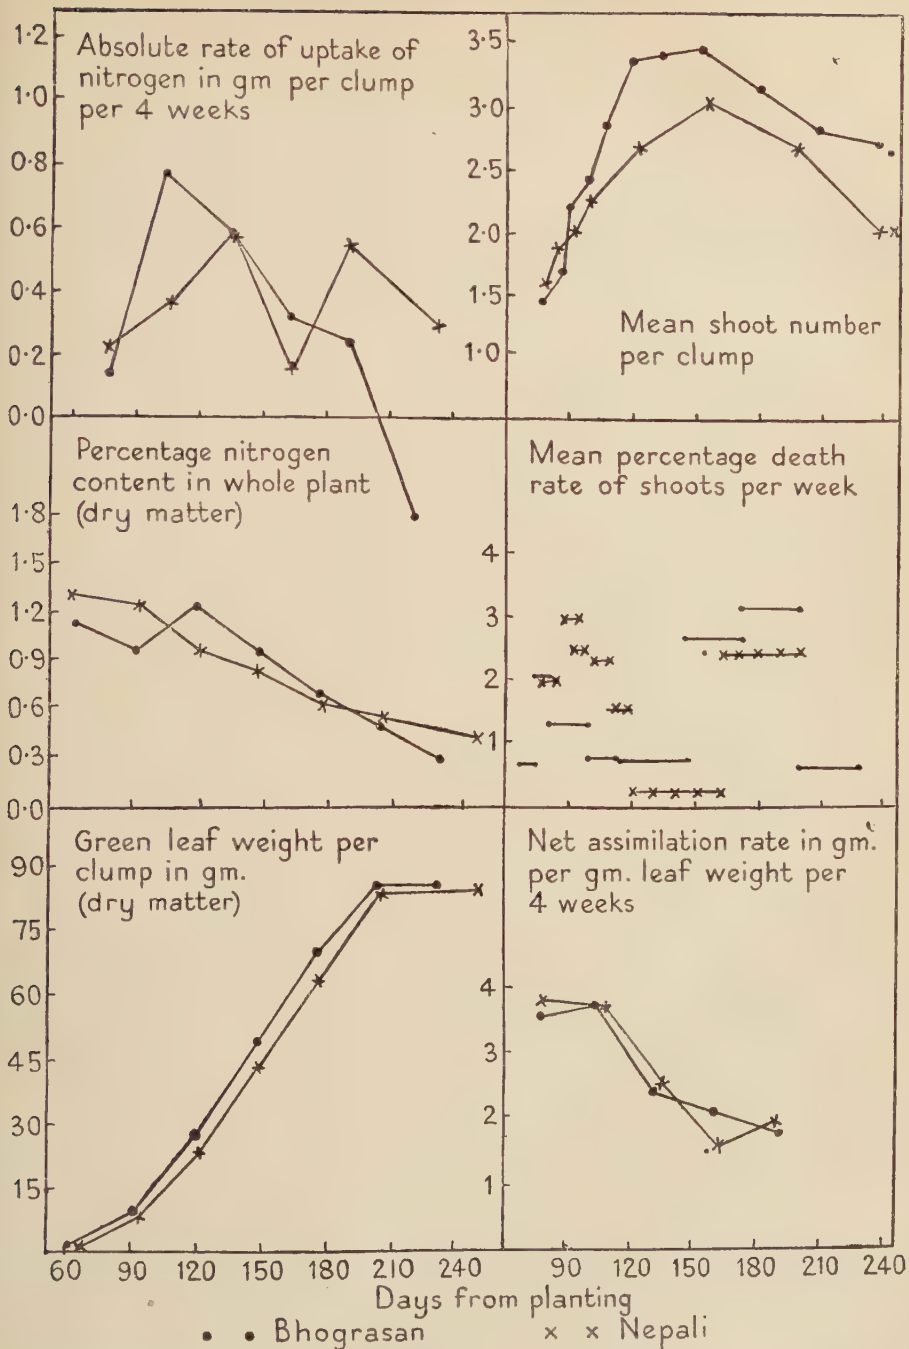 1·2
1·0
0·8
0·6
0·4
0·2
0·0
Absolute rate of uptake of
nitrogen in gm per clump
per 4 weeks
3·5
3·0
2·5
2·0
1·5
1·0
Mean shoot number
per clump
1·8
1·5
1·2
0·9
0·6
0·3
0·0
Percentage nitrogen
content in whole plant
(dry matter)
4
3
2
1
Mean percentage death
rate of shoots per week
90
75
60
45
30
15
Green leaf weight per
clump in gm.
(dry matter)
4
3
2
1
Net assimilation rate in gm.
per gm. leaf weight per
4 weeks
60 90 120 150 180 210 240
90 120 150 180 210 240
Days from planting
Bhograsan
Nepali